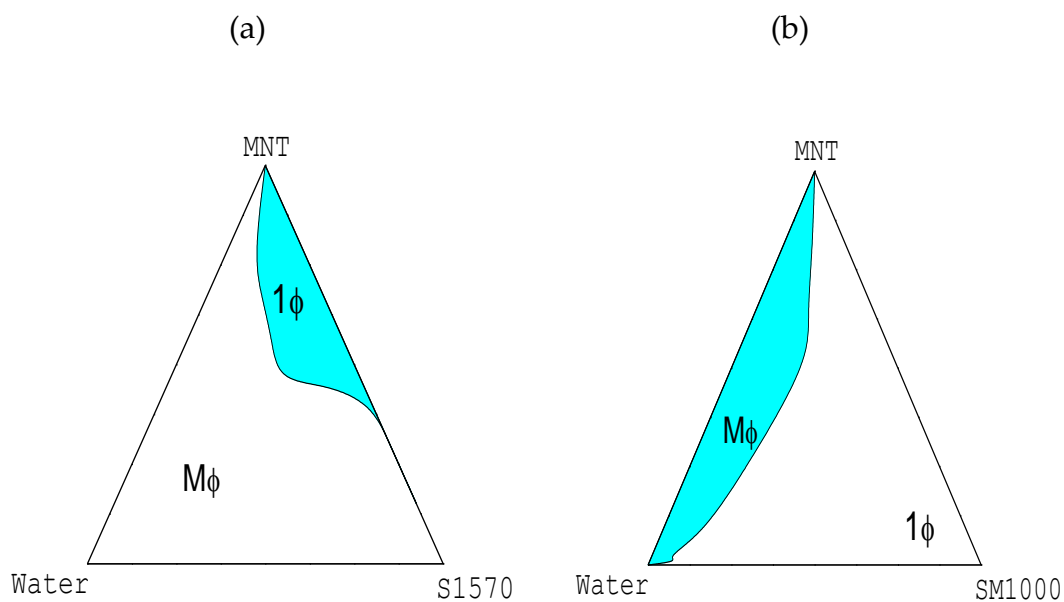 (a)
MNT
1ϕ
Mϕ
Water
S1570
(b)
MNT
Mϕ
1ϕ
Water
SM1000